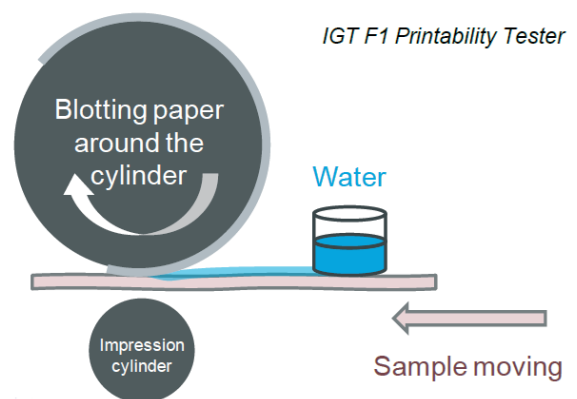 IGT F1 Printability Tester
Blotting paper
around the
cylinder
Water
Impression
cylinder
Sample moving